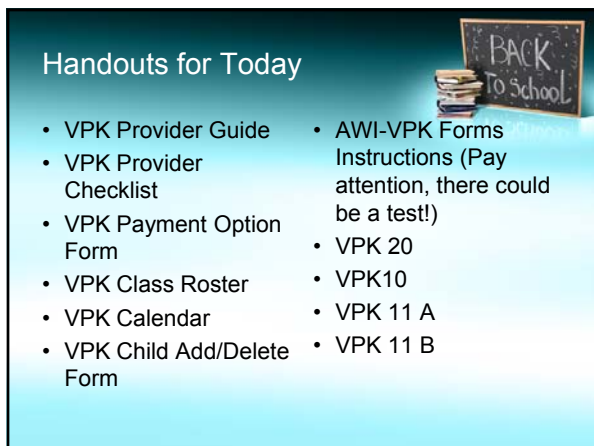 BACK
To School
Handouts for Today
• VPK Provider Guide
• VPK Provider
Checklist
• VPK Payment Option
Form
• VPK Class Roster
• VPK Calendar
• VPK Child Add/Delete
Form
• AWI-VPK Forms
Instructions (Pay
attention, there could
be a test!)
• VPK 20
• VPK10
• VPK 11 A
• VPK 11 B